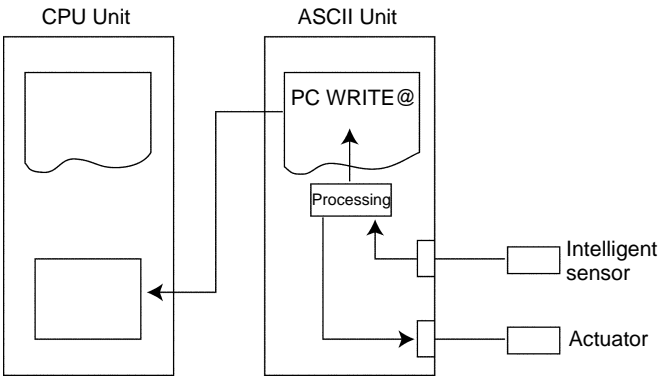 CPU Unit
ASCII Unit
PC WRITE@
Processing
Intelligent
sensor
Actuator